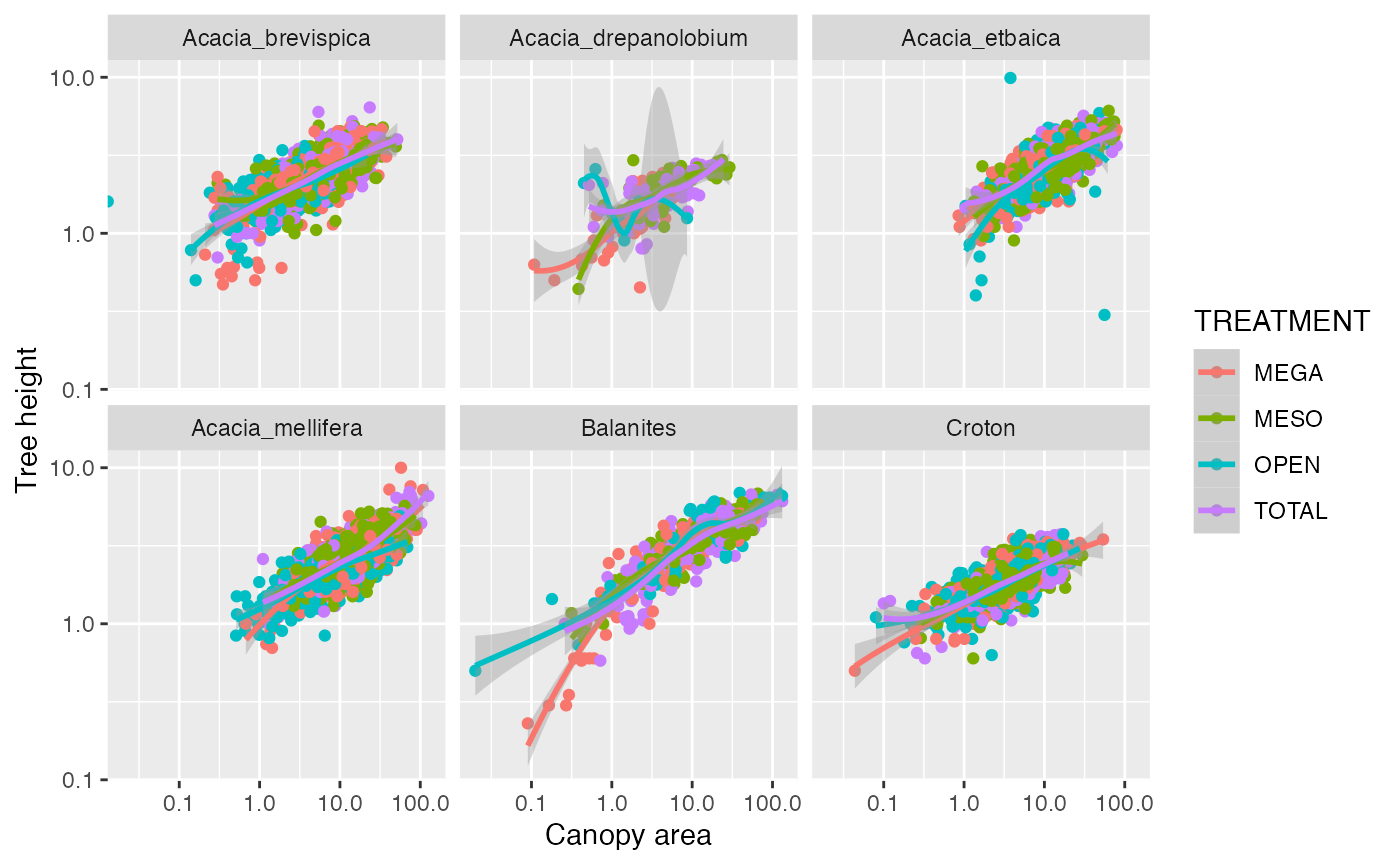 Acacia_brevispica
Acacia_drepanolobium
Acacia_etbaica
10.0
1.0
0.1
Acacia_mellifera
Balanites
Croton
10.0
1.0
0.1
0.1 1.0 10.0 100.0
0.1 1.0 10.0 100.0
0.1 1.0 10.0 100.0
Canopy area
Tree height
TREATMENT
MEGA
MESO
OPEN
TOTAL